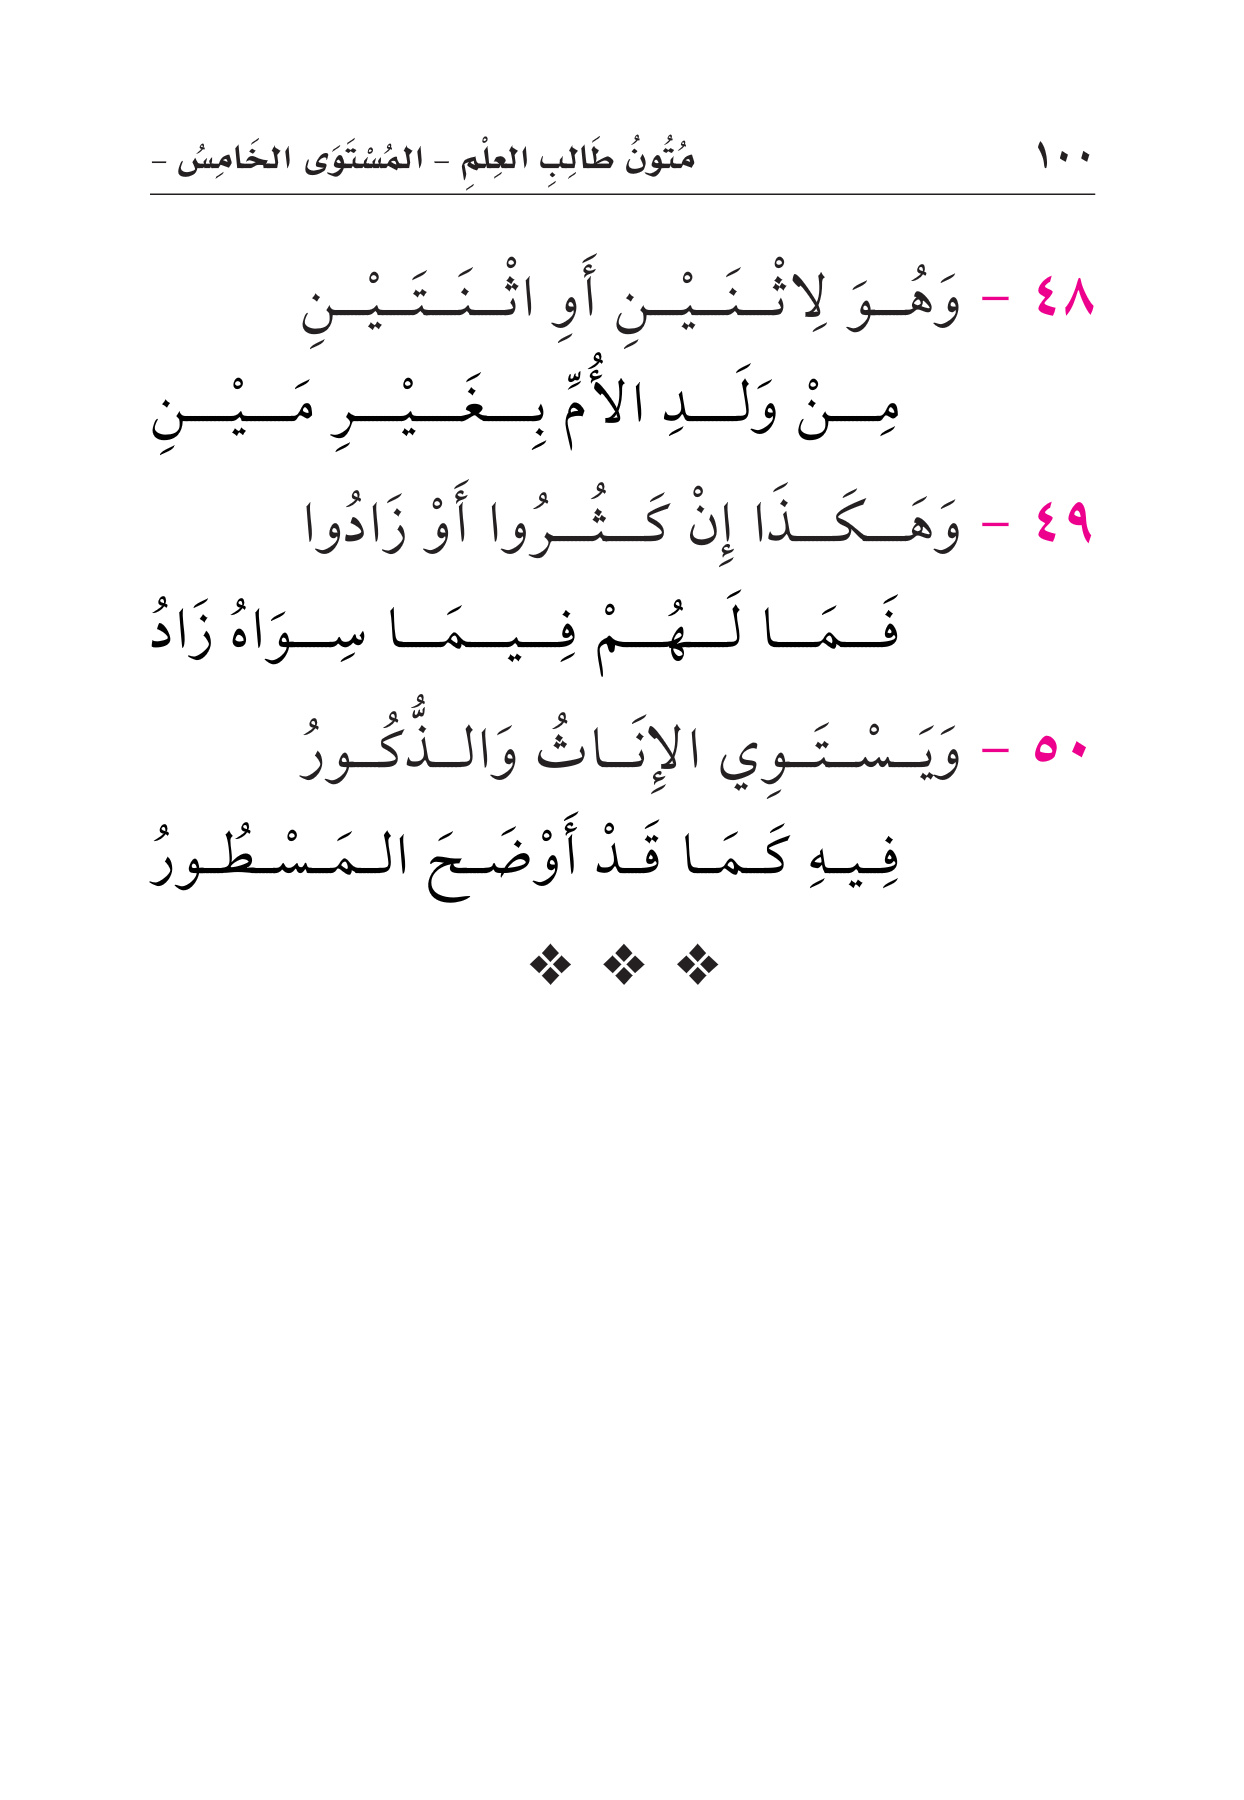 ١٠٠ مُتُونُ طَالِبِ العِلْمِ - المُسْتَوَى الخَامِسُ -
٤٨ - وَهُوَ لِاثْنَيْنِ أَوِ اثْنَتَيْنِ
مِنْ وَلَدِ الأُمِّ بِغَيْرِ مَيْنِ
٤٩ - وَهَكَذَا إِنْ كَثُرُوا أَوْ زَادُوا
فَمَا لَهُمْ فِيمَا سِوَاهُ زَادُ
٥٠ - وَيَسْتَوِي الإِنَاثُ وَالذُّكُورُ
فِيهِ كَمَا قَدْ أَوْضَحَ المَسْطُورُ